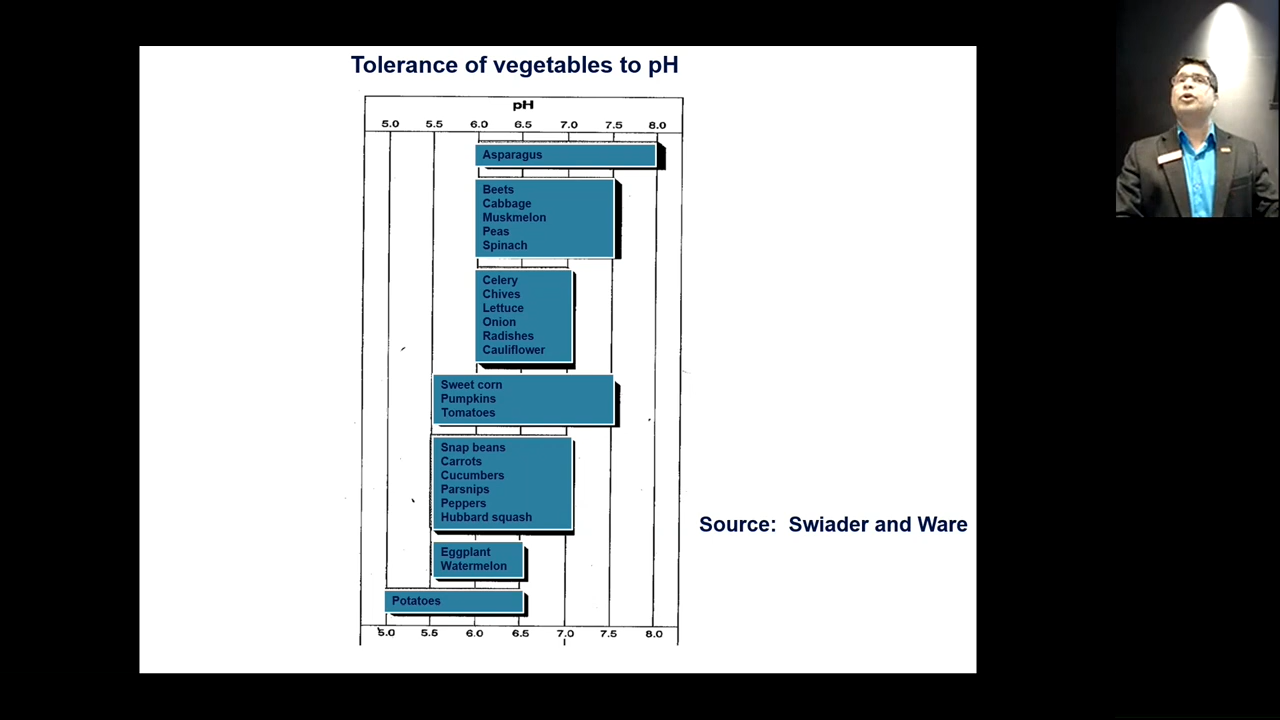 Tolerance of vegetables to pH
pH
5.0 5.5 6.0 6.5 7.0 7.5 8.0
Asparagus
Beets
Cabbage
Muskmelon
Peas
Spinach
Celery
Chives
Lettuce
Onion
Radishes
Cauliflower
Sweet corn
Pumpkins
Tomatoes
Snap beans
Carrots
Cucumbers
Parsnips
Peppers
Hubbard squash
Source: Swiader and Ware
Eggplant
Watermelon
Potatoes
5.0 5.5 6.0 6.5 7.0 7.5 8.0